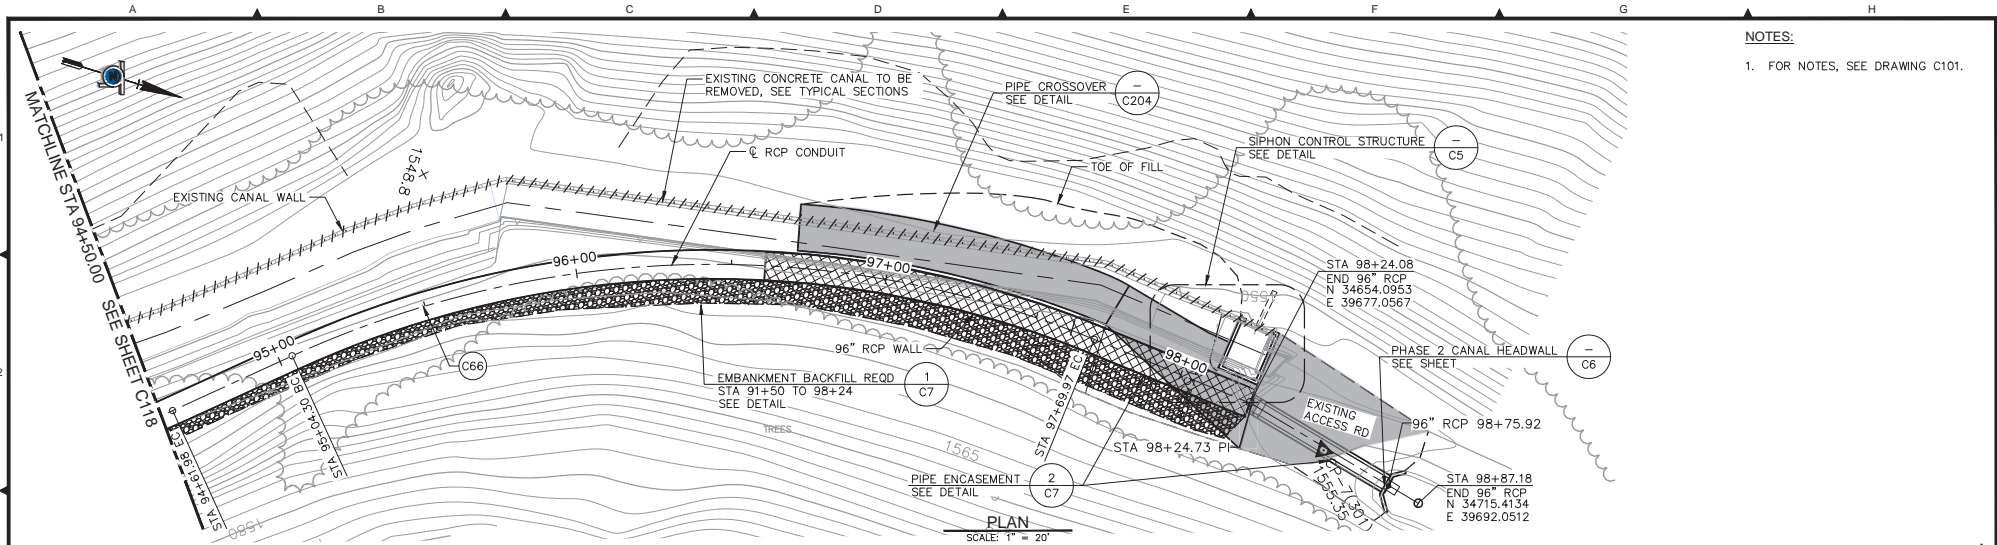 A B C D E F G H
NOTES:
1. FOR NOTES, SEE DRAWING C101.
1
2
MATCHLINE STA 94+50.00 SEE SHEET C118
EXISTING CONCRETE CANAL TO BE
REMOVED, SEE TYPICAL SECTIONS
PIPE CROSSOVER
SEE DETAIL
–
C204
SIPHON CONTROL STRUCTURE
SEE DETAIL
–
C5
℄ RCP CONDUIT
TOE OF FILL
1548.8
EXISTING CANAL WALL
95+00
96+00
97+00
98+00
1550
STA 98+24.08
END 96" RCP
N 34654.0953
E 39677.0567
96" RCP WALL
C66
EMBANKMENT BACKFILL REQD
STA 91+50 TO 98+24
SEE DETAIL
1
C7
PHASE 2 CANAL HEADWALL
SEE SHEET
–
C6
EXISTING
ACCESS RD
96" RCP 98+75.92
STA 94+61.98 EC
STA 95+04.30 BC
STA 97+69.97 EC
STA 98+24.73 PI
TREES
1565
1580
PIPE ENCASEMENT
SEE DETAIL
2
C7
1555.35
STA 98+87.18
END 96" RCP
N 34715.4134
E 39692.0512
PLAN
SCALE: 1" = 20'